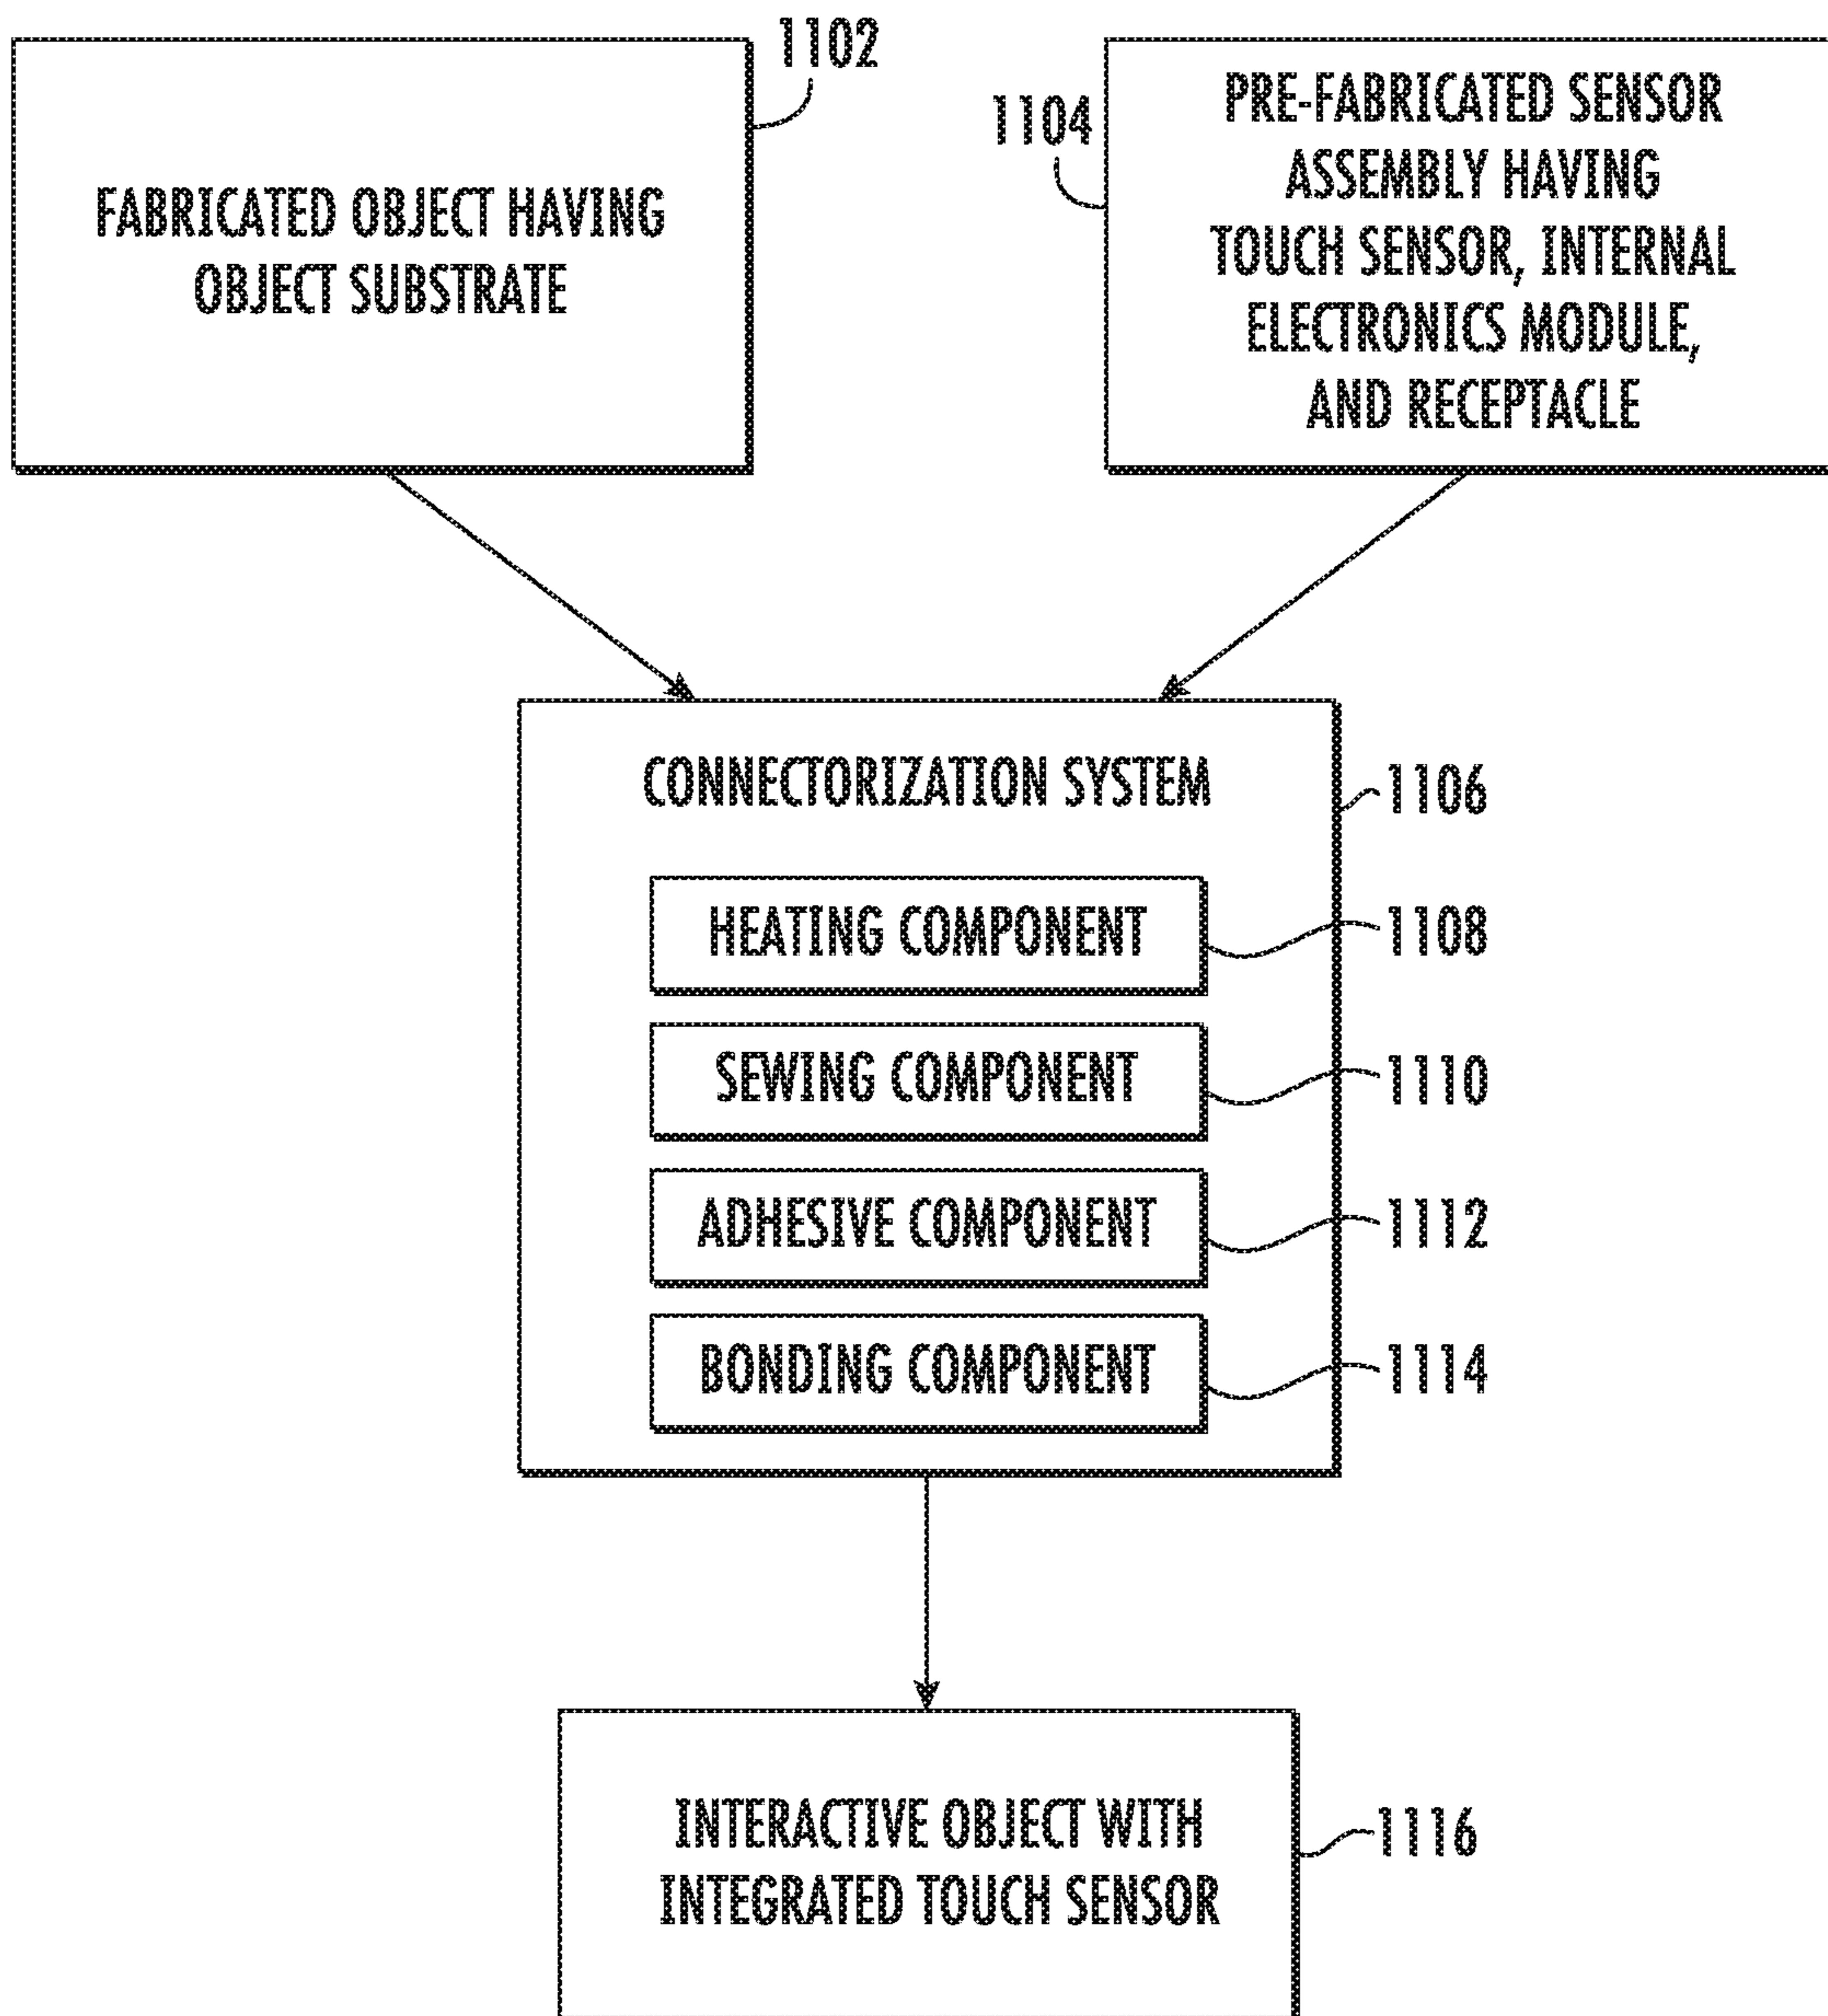 1102
FABRICATED OBJECT HAVING
OBJECT SUBSTRATE
1104
PRE-FABRICATED SENSOR
ASSEMBLY HAVING
TOUCH SENSOR, INTERNAL
ELECTRONICS MODULE,
AND RECEPTACLE
CONNECTORIZATION SYSTEM
1106
HEATING COMPONENT
1108
SEWING COMPONENT
1110
ADHESIVE COMPONENT
1112
BONDING COMPONENT
1114
INTERACTIVE OBJECT WITH
INTEGRATED TOUCH SENSOR
1116